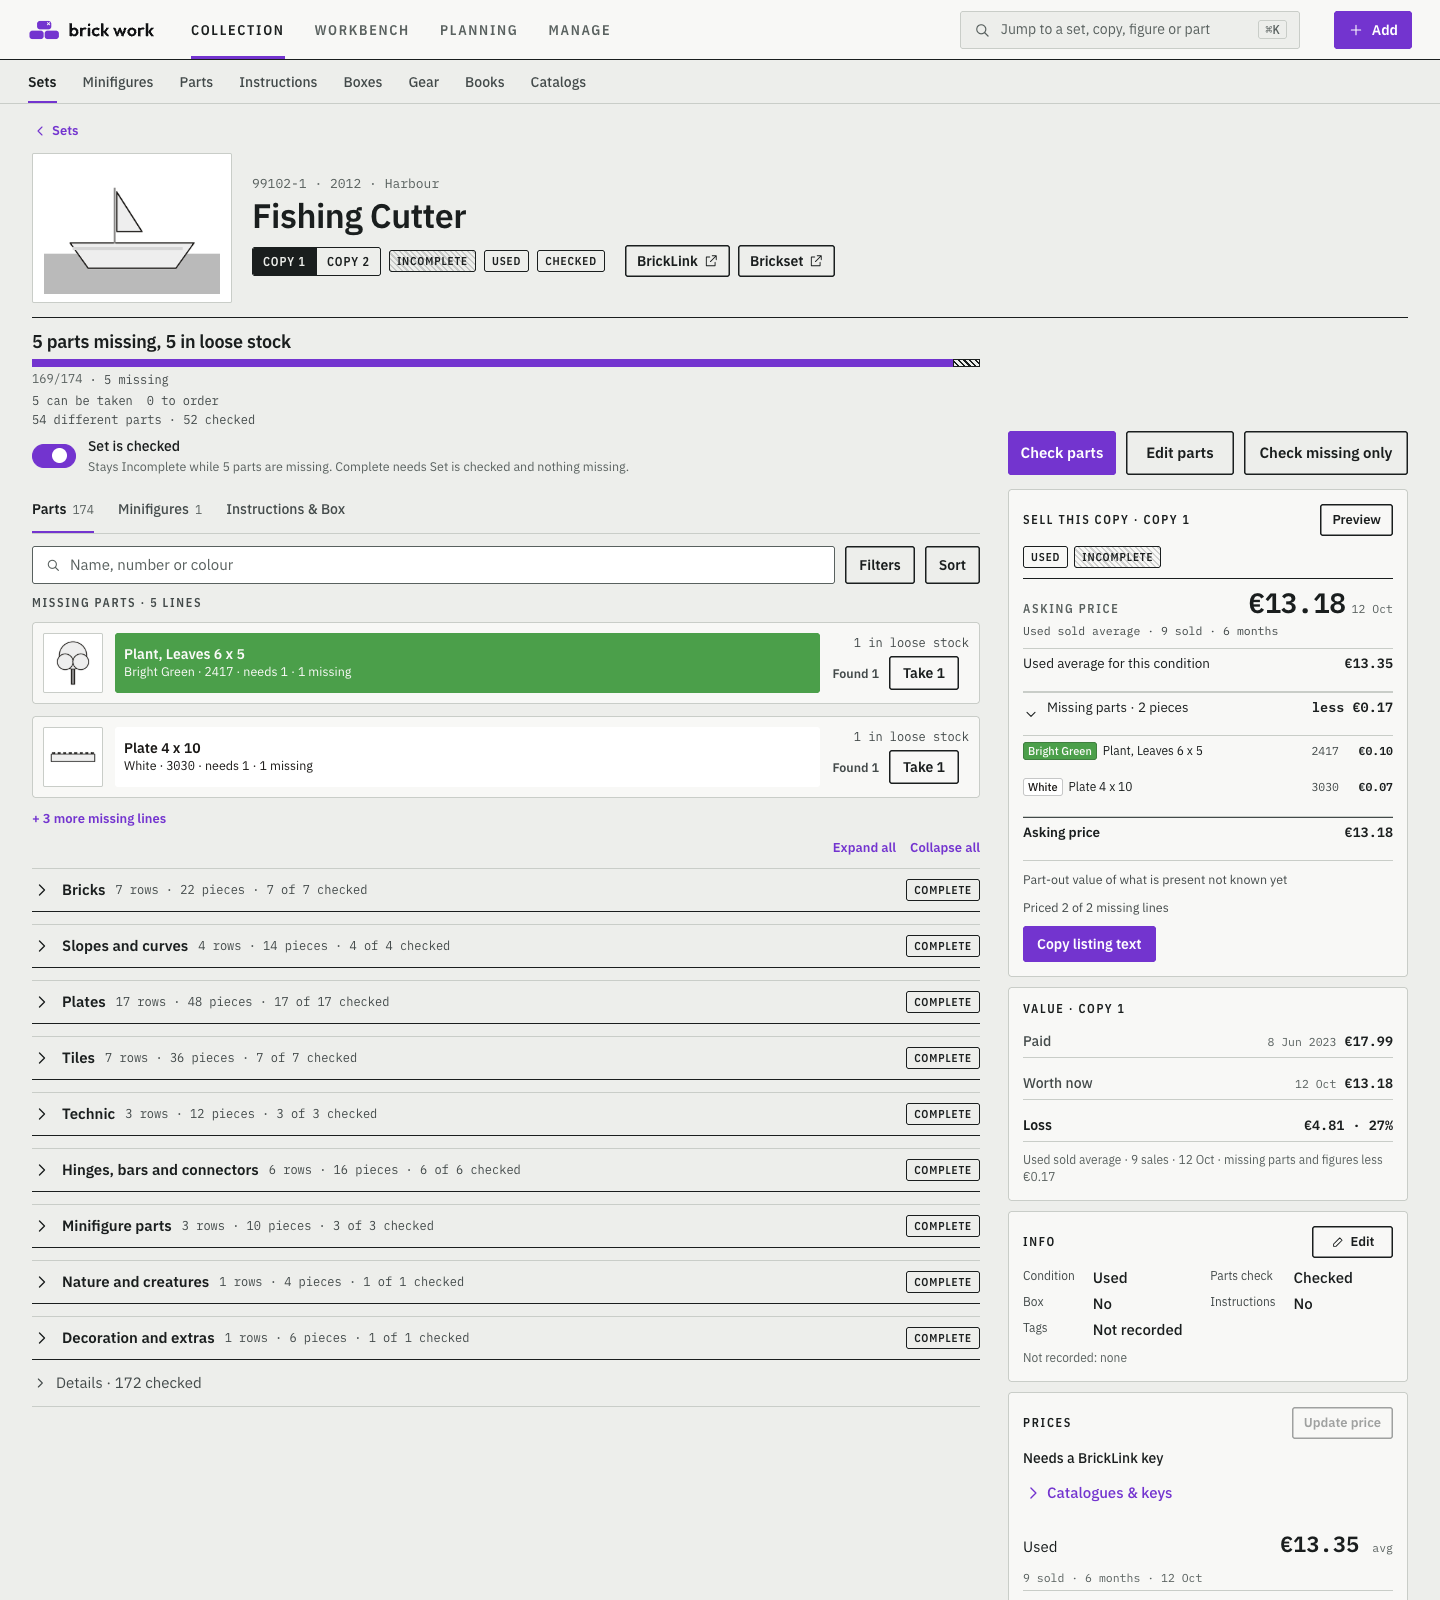 brick work
COLLECTION WORKBENCH PLANNING MANAGE
Jump to a set, copy, figure or part ⌘K
Add
Sets Minifigures Parts Instructions Boxes Gear Books Catalogs
Sets
99102-1 · 2012 · Harbour
Fishing Cutter
COPY 1 COPY 2 INCOMPLETE USED CHECKED BrickLink Brickset
5 parts missing, 5 in loose stock
169/174 · 5 missing
5 can be taken 0 to order
54 different parts · 52 checked
Set is checked
Stays Incomplete while 5 parts are missing. Complete needs Set is checked and nothing missing.
Parts 174 Minifigures 1 Instructions & Box
Name, number or colour
Filters Sort
MISSING PARTS · 5 LINES
Plant, Leaves 6 x 5
Bright Green · 2417 · needs 1 · 1 missing
1 in loose stock
Found 1 Take 1
Plate 4 x 10
White · 3030 · needs 1 · 1 missing
1 in loose stock
Found 1 Take 1
+ 3 more missing lines
Expand all Collapse all
Bricks 7 rows · 22 pieces · 7 of 7 checked COMPLETE
Slopes and curves 4 rows · 14 pieces · 4 of 4 checked COMPLETE
Plates 17 rows · 48 pieces · 17 of 17 checked COMPLETE
Tiles 7 rows · 36 pieces · 7 of 7 checked COMPLETE
Technic 3 rows · 12 pieces · 3 of 3 checked COMPLETE
Hinges, bars and connectors 6 rows · 16 pieces · 6 of 6 checked COMPLETE
Minifigure parts 3 rows · 10 pieces · 3 of 3 checked COMPLETE
Nature and creatures 1 rows · 4 pieces · 1 of 1 checked COMPLETE
Decoration and extras 1 rows · 6 pieces · 1 of 1 checked COMPLETE
Details · 172 checked
Check parts Edit parts Check missing only
SELL THIS COPY · COPY 1 Preview
USED INCOMPLETE
ASKING PRICE €13.18 12 Oct
Used sold average · 9 sold · 6 months
Used average for this condition €13.35
Missing parts · 2 pieces less €0.17
Bright Green Plant, Leaves 6 x 5 2417 €0.10
White Plate 4 x 10 3030 €0.07
Asking price €13.18
Part-out value of what is present not known yet
Priced 2 of 2 missing lines
Copy listing text
VALUE · COPY 1
Paid 8 Jun 2023 €17.99
Worth now 12 Oct €13.18
Loss €4.81 · 27%
Used sold average · 9 sales · 12 Oct · missing parts and figures less
€0.17
INFO Edit
Condition Used Parts check Checked
Box No Instructions No
Tags Not recorded
Not recorded: none
PRICES Update price
Needs a BrickLink key
Catalogues & keys
Used €13.35 avg
9 sold · 6 months · 12 Oct